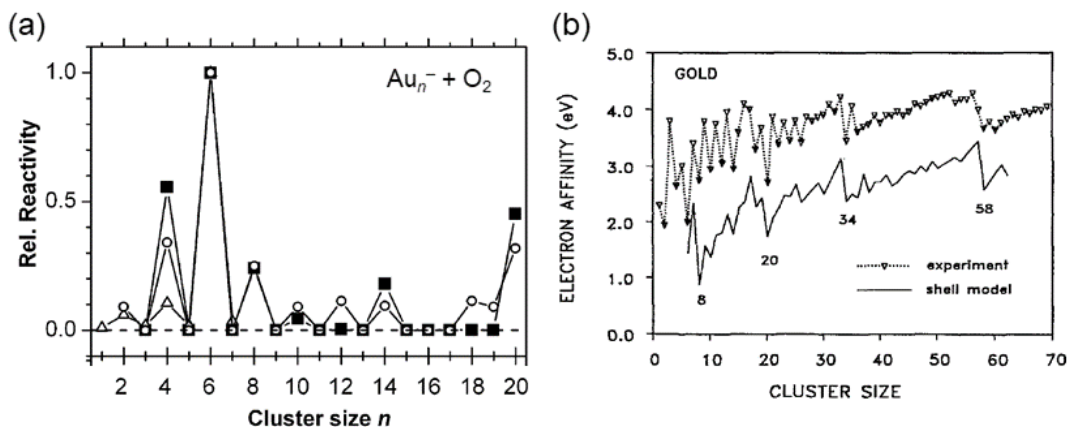 (a)
Rel. Reactivity
1.0
0.5
0.0
Auₙ⁻ + O₂
2 4 6 8 10 12 14 16 18 20
Cluster size n
(b)
ELECTRON AFFINITY (eV)
5.0
4.0
3.0
2.0
1.0
0.0
GOLD
8
20
34
58
experiment
shell model
0 10 20 30 40 50 60 70
CLUSTER SIZE